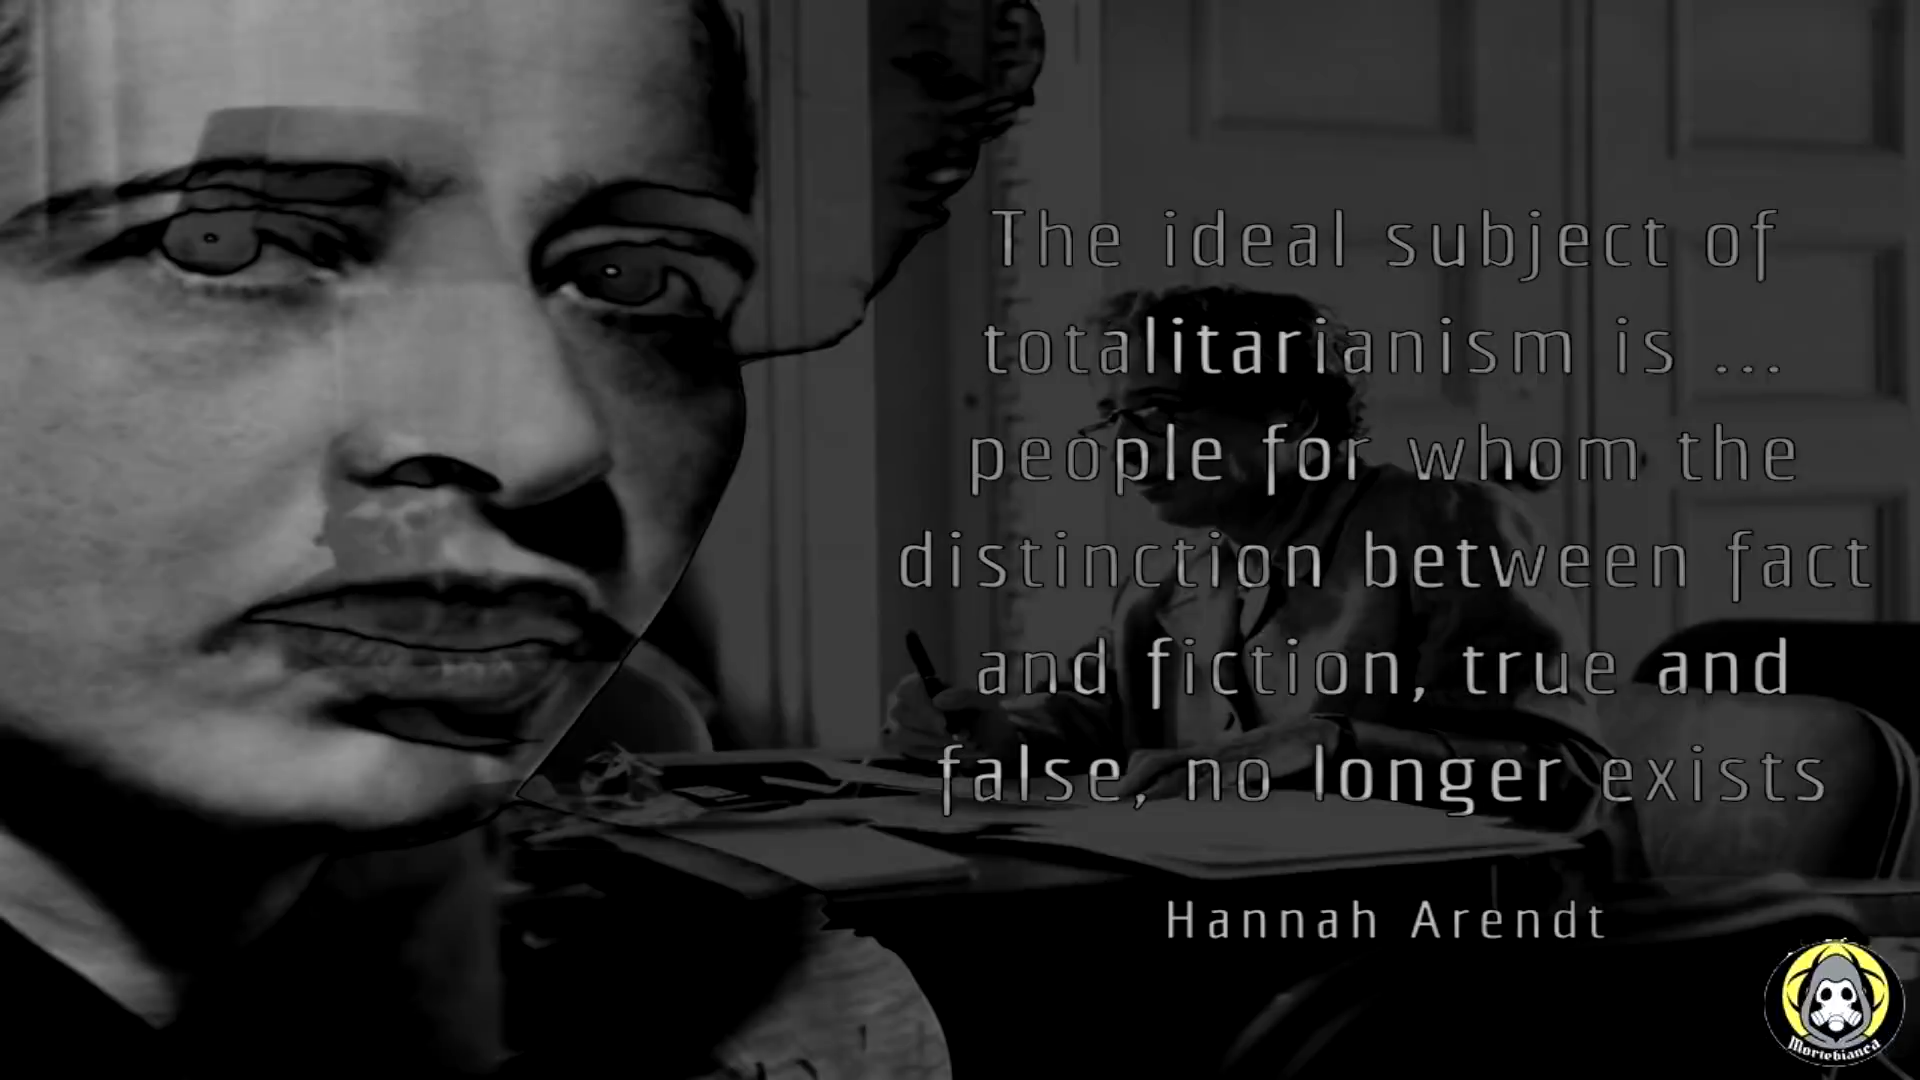 The ideal subject of
totalitarianism is ...
people for whom the
distinction between fact
and fiction, true and
false, no longer exists
Hannah Arendt
Mortebianca